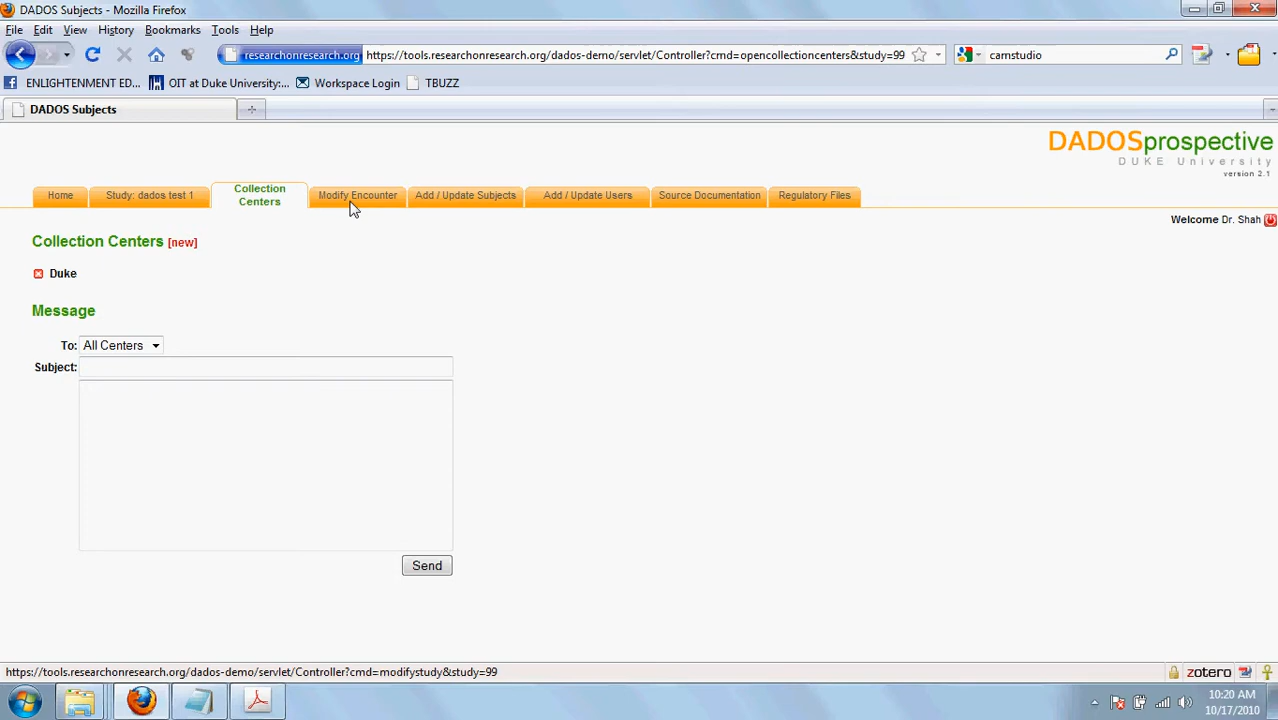 DADOS Subjects - Mozilla Firefox
File Edit View History Bookmarks Tools Help
researchonresearch.org https://tools.researchonresearch.org/dados-demo/servlet/Controller?cmd=opencollectioncenters&study=99 camstudio
ENLIGHTENMENT ED... OIT at Duke University:... Workspace Login TBUZZ
DADOS Subjects
DADOSprospective
DUKE University
version 2.1
Home Study: dados test 1 Collection Centers Modify Encounter Add / Update Subjects Add / Update Users Source Documentation Regulatory Files
Welcome Dr. Shah
Collection Centers [new]
Duke
Message
To: All Centers
Subject:
Send
https://tools.researchonresearch.org/dados-demo/servlet/Controller?cmd=modifystudy&study=99
zotero
10:20 AM
10/17/2010